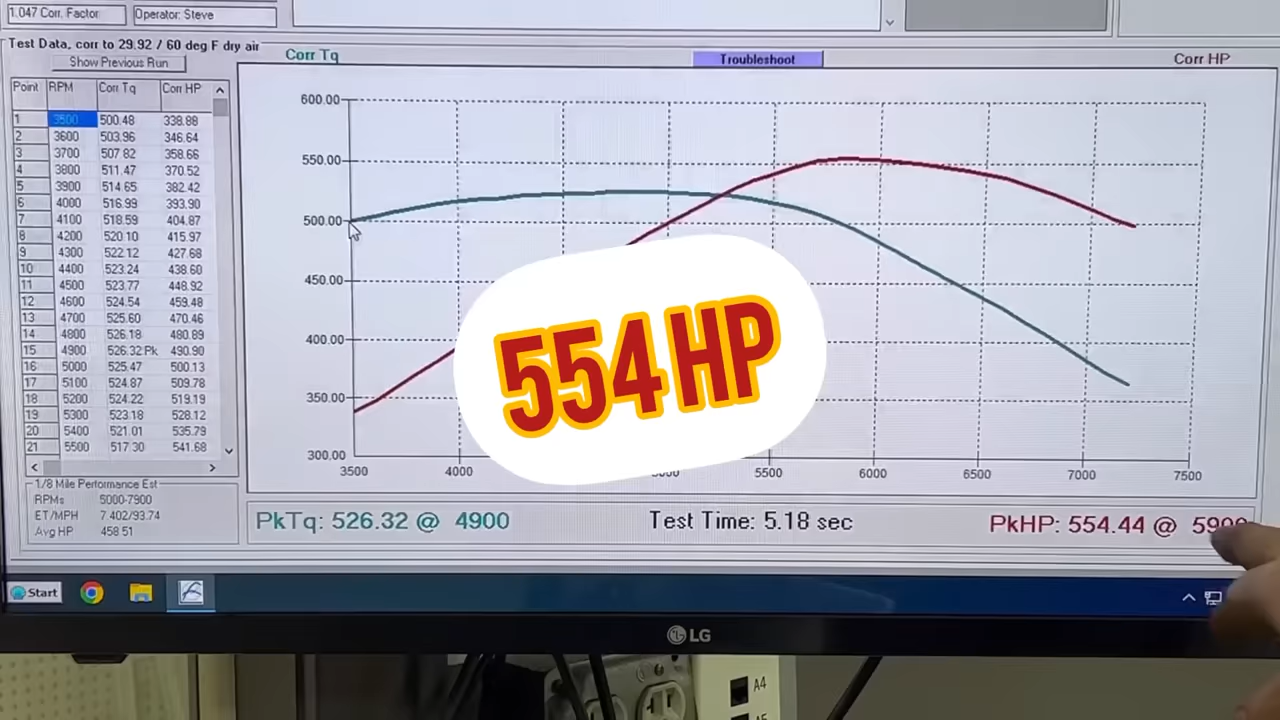 1.047 Corr. Factor
Operator: Steve
Test Data, corr to 29.92 / 60 deg F dry air
Show Previous Run
Corr Tq
Troubleshoot
Corr HP
Point RPM Corr Tq Corr HP
1 3500 500.48 338.88
2 3600 503.96 346.64
3 3700 507.82 358.66
4 3800 511.47 370.52
5 3900 514.65 382.42
6 4000 516.99 393.90
7 4100 518.59 404.87
8 4200 520.10 415.97
9 4300 522.12 427.68
10 4400 523.24 438.60
11 4500 523.77 448.92
12 4600 524.54 459.48
13 4700 525.60 470.46
14 4800 526.18 480.89
15 4900 526.32 Pk 490.90
16 5000 525.47 500.13
17 5100 524.87 509.78
18 5200 524.22 519.19
19 5300 523.18 528.12
20 5400 521.01 535.79
21 5500 517.30 541.68
600.00
550.00
500.00
450.00
400.00
350.00
300.00
3500 4000 5000 5500 6000 6500 7000 7500
554 HP
1/8 Mile Performance Est
RPMs 5000-7900
ET/MPH 7.402/93.74
Avg HP 458.51
PkTq: 526.32 @ 4900
Test Time: 5.18 sec
PkHP: 554.44 @ 5900
Start
LG
A4